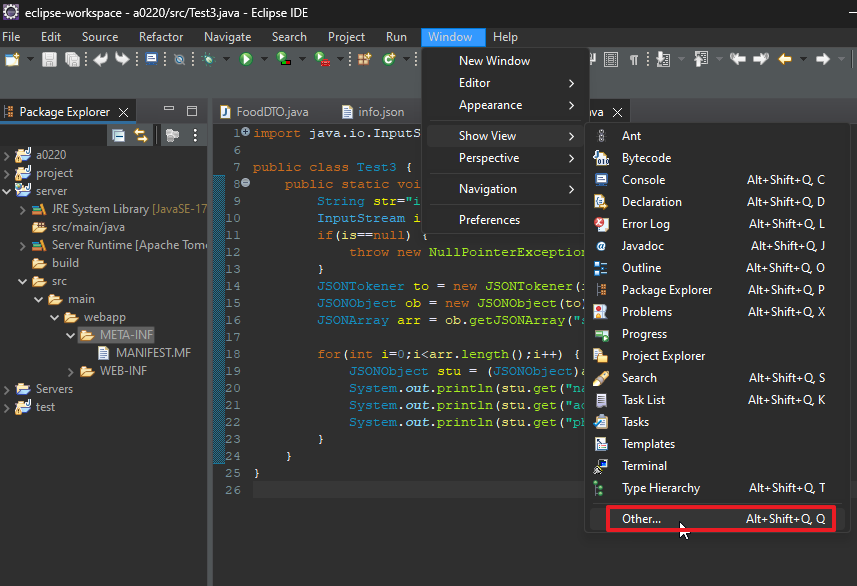 eclipse-workspace - a0220/src/Test3.java - Eclipse IDE
File Edit Source Refactor Navigate Search Project Run Window Help
Package Explorer
a0220
project
server
JRE System Library [JavaSE-17
src/main/java
Server Runtime [Apache Tom
build
src
main
webapp
META-INF
MANIFEST.MF
WEB-INF
Servers
test
FoodDTO.java
info.json
va
1 import java.io.InputS
6
7 public class Test3 {
8 public static voi
9 String str="i
10 InputStream i
11 if(is==null) {
12 throw new NullPointerException
13 }
14 JSONTokener to = new JSONTokener(
15 JSONObject ob = new JSONObject(to)
16 JSONArray arr = ob.getJSONArray("s
17
18 for(int i=0;i<arr.length();i++) {
19 JSONObject stu = (JSONObject)a
20 System.out.println(stu.get("na
21 System.out.println(stu.get("ad
22 System.out.println(stu.get("ph
23 }
24 }
25 }
26
New Window
Editor
Appearance
Show View
Perspective
Navigation
Preferences
Ant
Bytecode
Console Alt+Shift+Q, C
Declaration Alt+Shift+Q, D
Error Log Alt+Shift+Q, L
Javadoc Alt+Shift+Q, J
Outline Alt+Shift+Q, O
Package Explorer Alt+Shift+Q, P
Problems Alt+Shift+Q, X
Progress
Project Explorer
Search Alt+Shift+Q, S
Task List Alt+Shift+Q, K
Tasks
Templates
Terminal
Type Hierarchy Alt+Shift+Q, T
Other... Alt+Shift+Q, Q